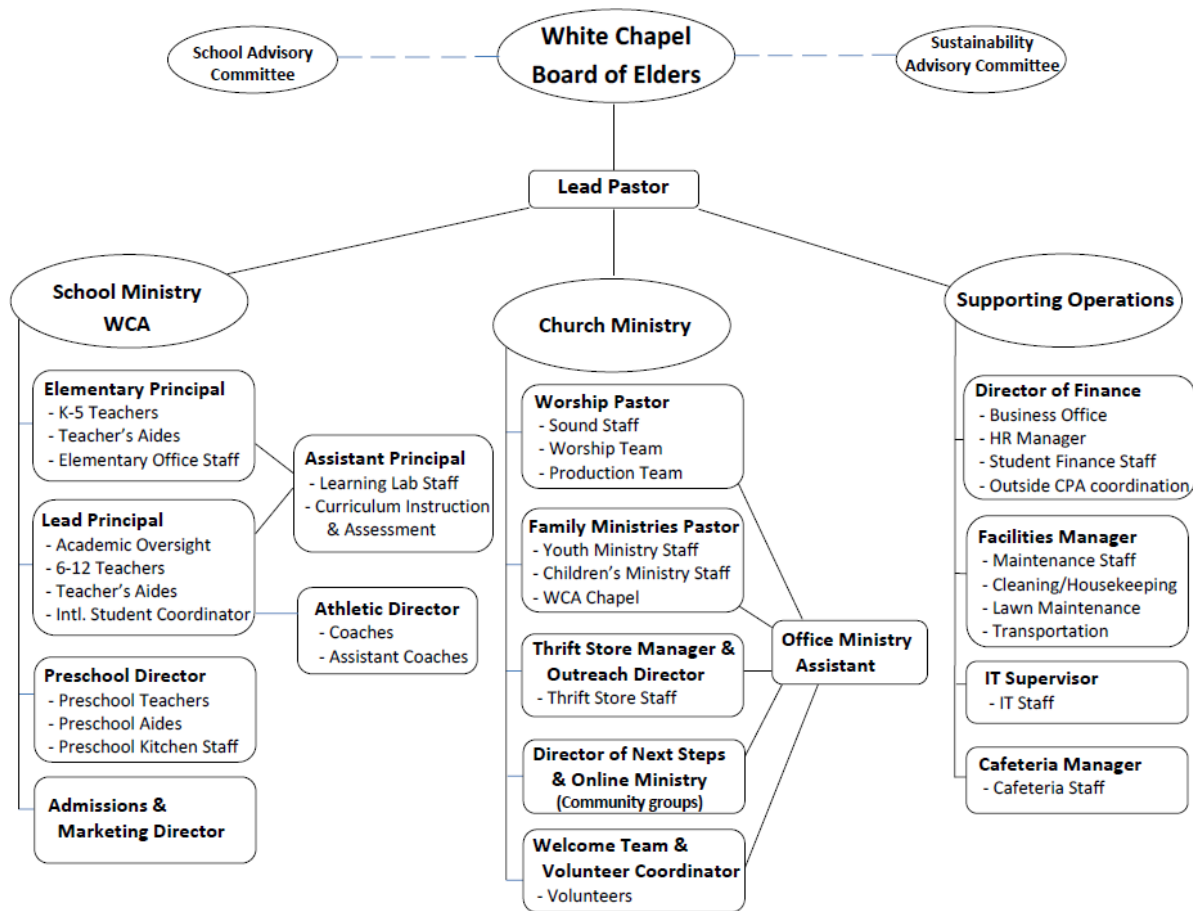 White Chapel
Board of Elders
School Advisory
Committee
Sustainability
Advisory Committee
Lead Pastor
School Ministry
WCA
Church Ministry
Supporting Operations
Elementary Principal
- K-5 Teachers
- Teacher's Aides
- Elementary Office Staff
Lead Principal
- Academic Oversight
- 6-12 Teachers
- Teacher's Aides
- Intl. Student Coordinator
Preschool Director
- Preschool Teachers
- Preschool Aides
- Preschool Kitchen Staff
Admissions &
Marketing Director
Assistant Principal
- Learning Lab Staff
- Curriculum Instruction
& Assessment
Athletic Director
- Coaches
- Assistant Coaches
Worship Pastor
- Sound Staff
- Worship Team
- Production Team
Family Ministries Pastor
- Youth Ministry Staff
- Children's Ministry Staff
- WCA Chapel
Thrift Store Manager &
Outreach Director
- Thrift Store Staff
Director of Next Steps
& Online Ministry
(Community groups)
Welcome Team &
Volunteer Coordinator
- Volunteers
Office Ministry
Assistant
Director of Finance
- Business Office
- HR Manager
- Student Finance Staff
- Outside CPA coordination
Facilities Manager
- Maintenance Staff
- Cleaning/Housekeeping
- Lawn Maintenance
- Transportation
IT Supervisor
- IT Staff
Cafeteria Manager
- Cafeteria Staff